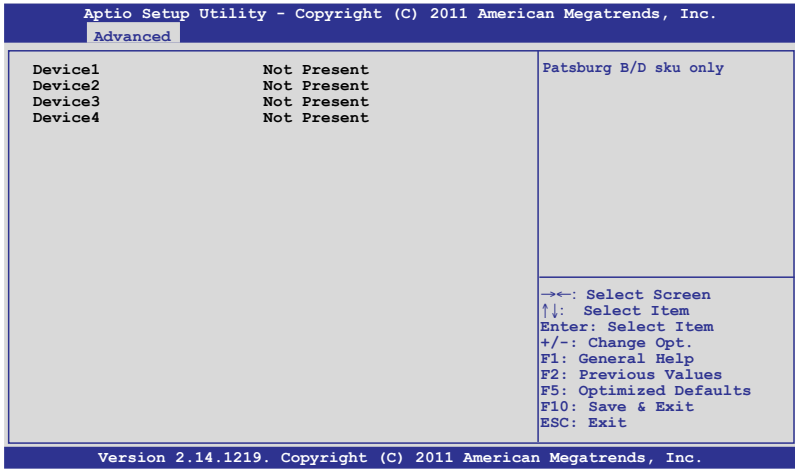 Aptio Setup Utility - Copyright (C) 2011 American Megatrends, Inc.
Advanced
Device1 Not Present
Device2 Not Present
Device3 Not Present
Device4 Not Present
Patsburg B/D sku only
→←: Select Screen
↑↓: Select Item
Enter: Select Item
+/-: Change Opt.
F1: General Help
F2: Previous Values
F5: Optimized Defaults
F10: Save & Exit
ESC: Exit
Version 2.14.1219. Copyright (C) 2011 American Megatrends, Inc.